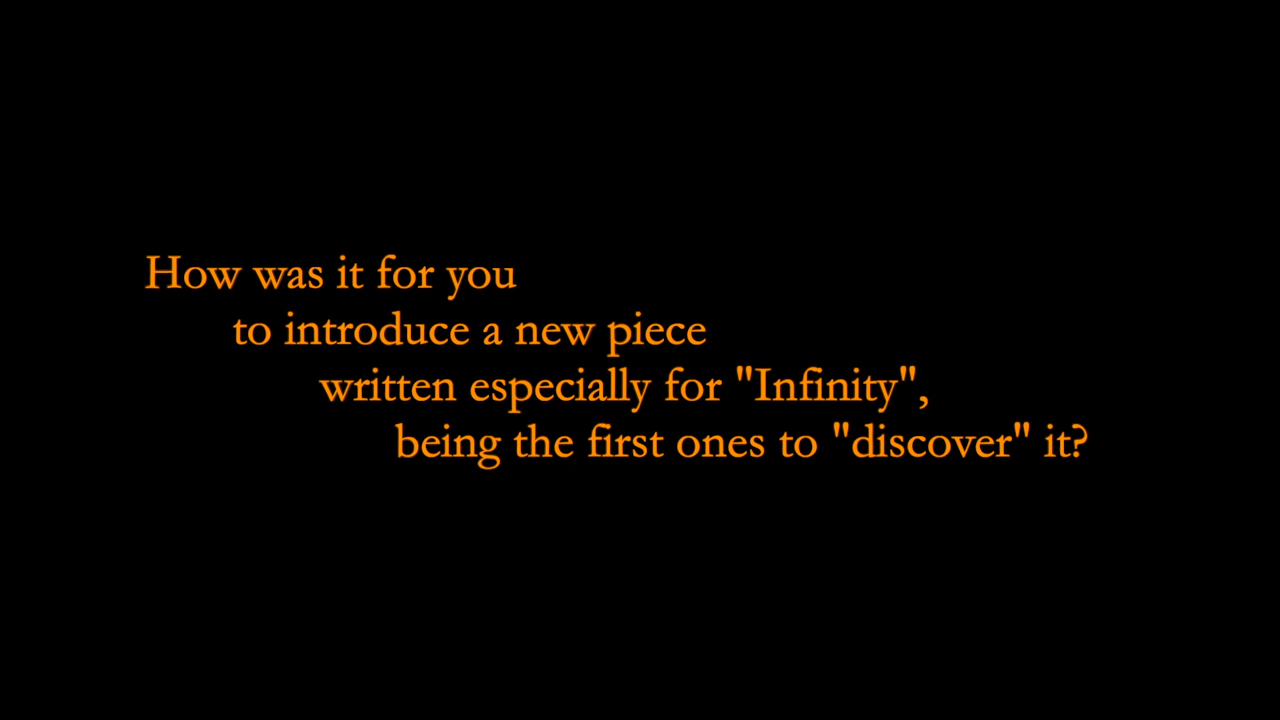 How was it for you
to introduce a new piece
written especially for "Infinity",
being the first ones to "discover" it?